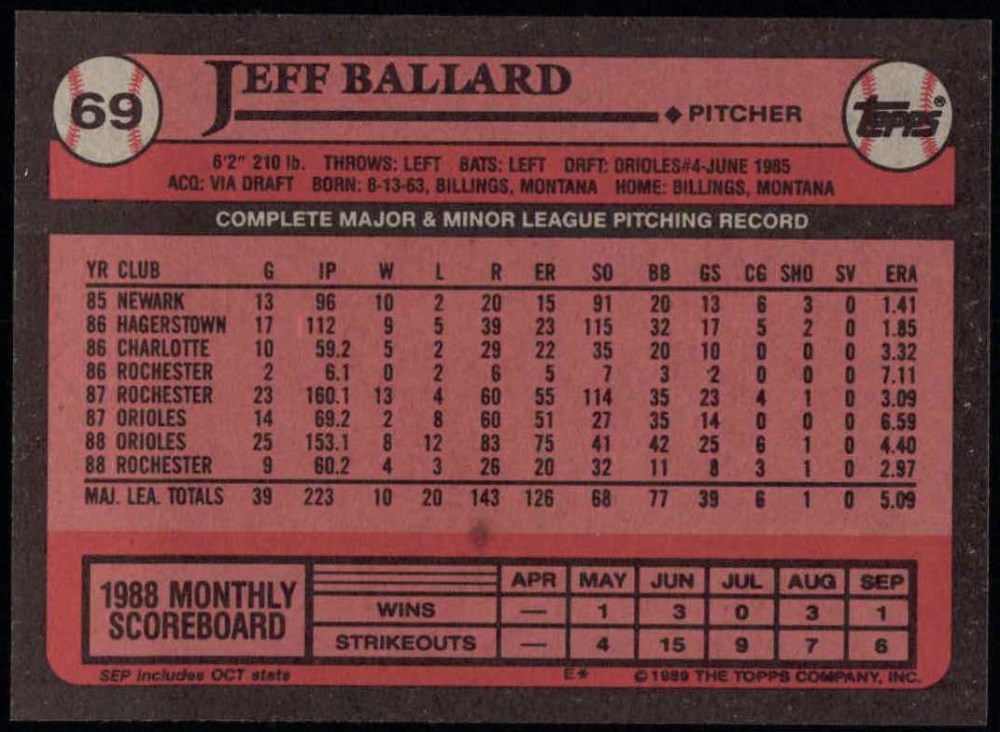 69
JEFF BALLARD
◆ PITCHER
Topps®
6'2" 210 lb. THROWS: LEFT BATS: LEFT DRFT: ORIOLES#4-JUNE 1985
ACQ: VIA DRAFT BORN: 8-13-63, BILLINGS, MONTANA HOME: BILLINGS, MONTANA
COMPLETE MAJOR & MINOR LEAGUE PITCHING RECORD
YR CLUB G IP W L R ER SO BB GS CG SHO SV ERA
85 NEWARK 13 96 10 2 20 15 91 20 13 6 3 0 1.41
86 HAGERSTOWN 17 112 9 5 39 23 115 32 17 5 2 0 1.85
86 CHARLOTTE 10 59.2 5 2 29 22 35 20 10 0 0 0 3.32
86 ROCHESTER 2 6.1 0 2 6 5 7 3 2 0 0 0 7.11
87 ROCHESTER 23 160.1 13 4 60 55 114 35 23 4 1 0 3.09
87 ORIOLES 14 69.2 2 8 60 51 27 35 14 0 0 0 6.59
88 ORIOLES 25 153.1 8 12 83 75 41 42 25 6 1 0 4.40
88 ROCHESTER 9 60.2 4 3 26 20 32 11 8 3 1 0 2.97
MAJ. LEA. TOTALS 39 223 10 20 143 126 68 77 39 6 1 0 5.09
1988 MONTHLY
SCOREBOARD
APR MAY JUN JUL AUG SEP
WINS — 1 3 0 3 1
STRIKEOUTS — 4 15 9 7 6
SEP includes OCT stats E* © 1989 THE TOPPS COMPANY, INC.